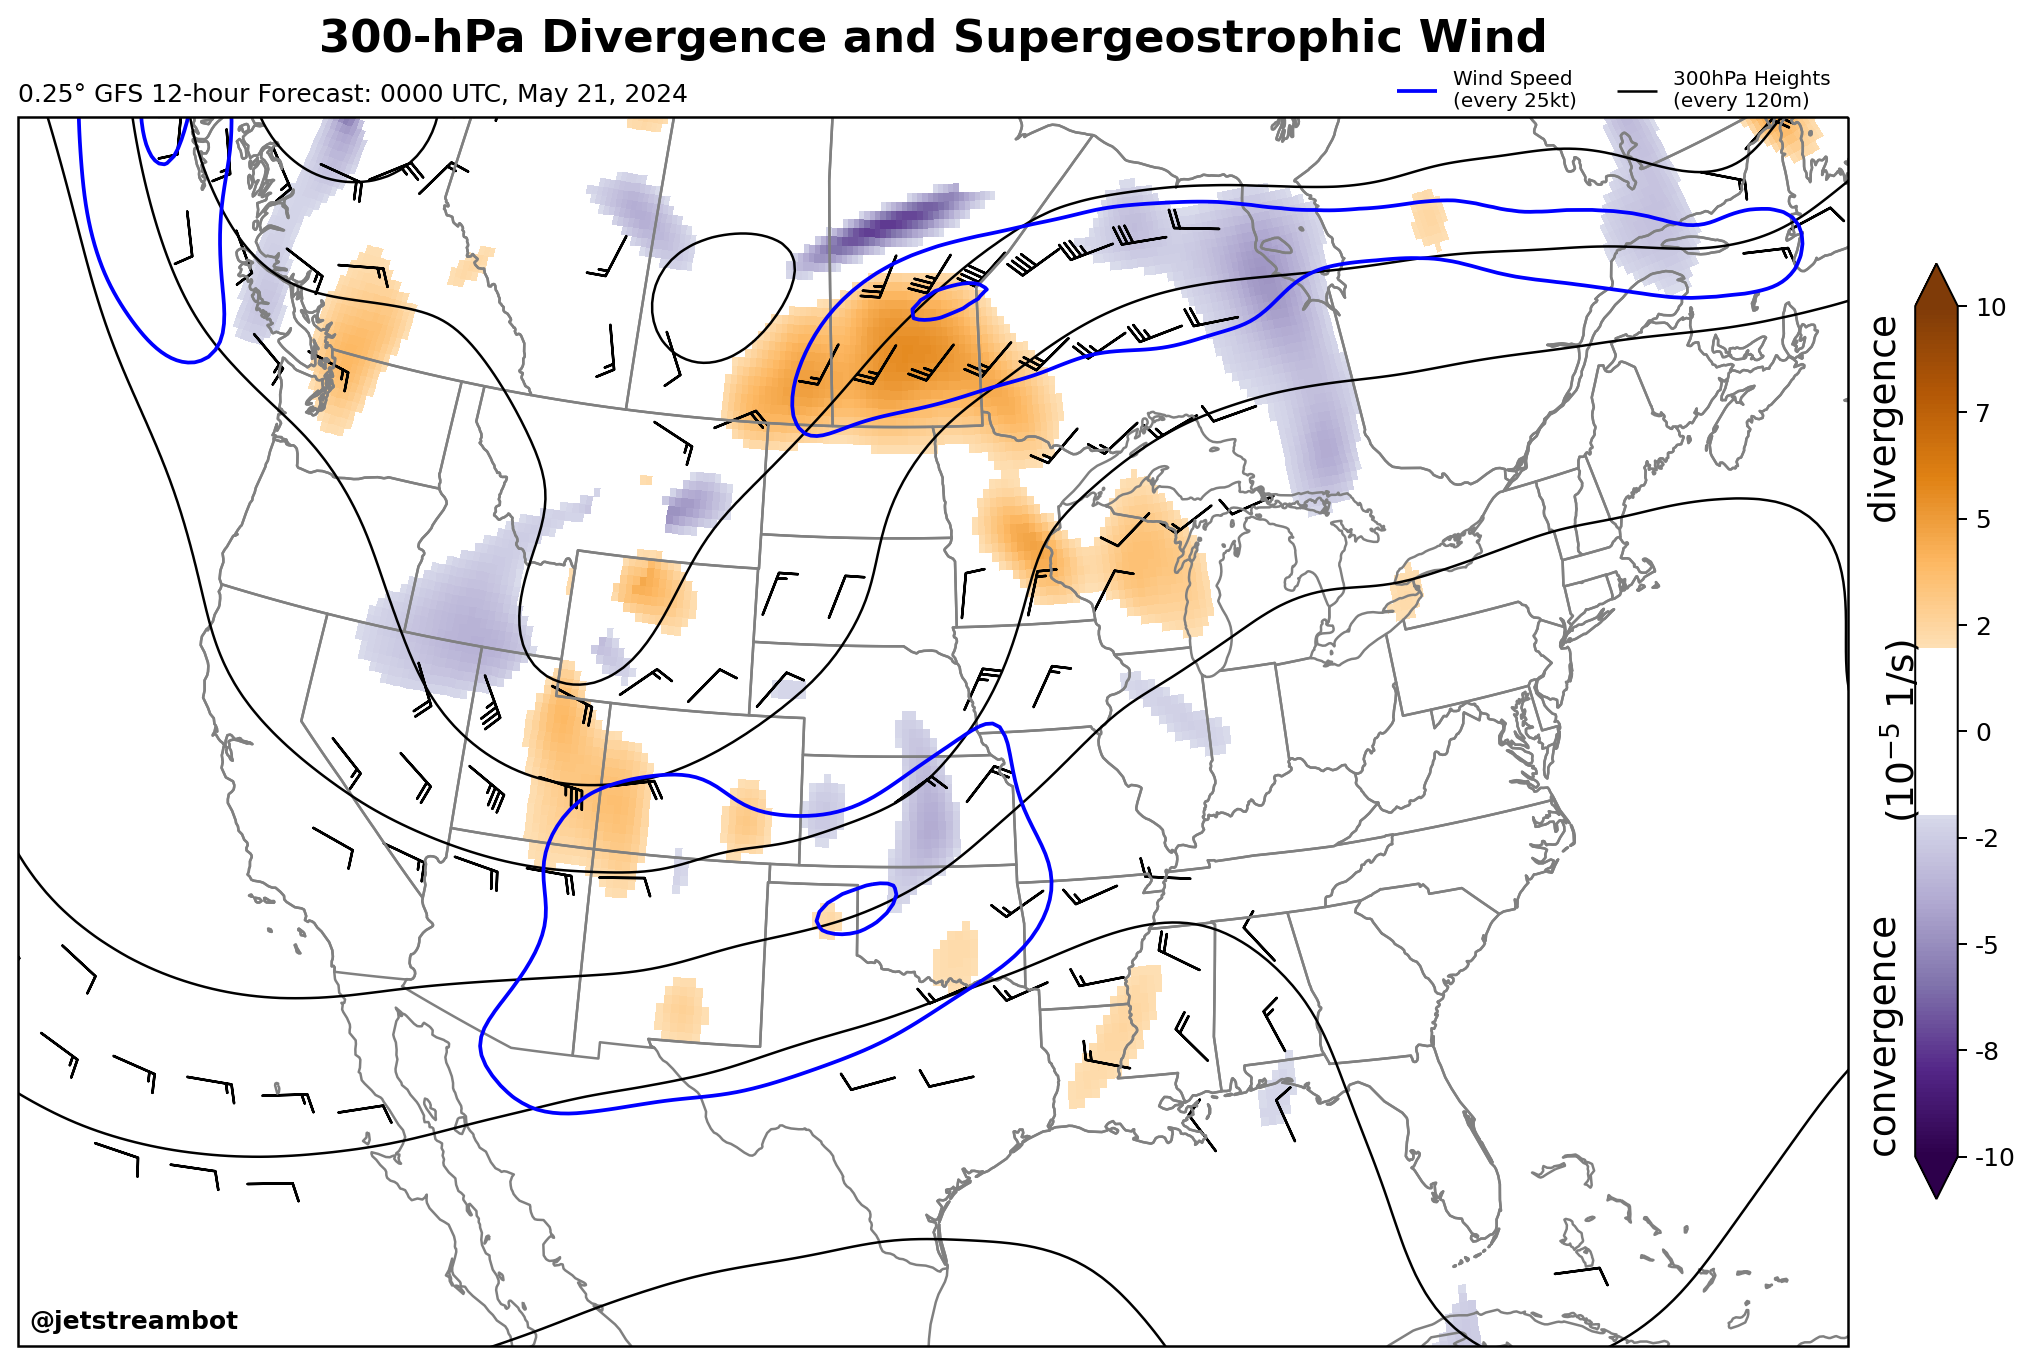 300-hPa Divergence and Supergeostrophic Wind
0.25° GFS 12-hour Forecast: 0000 UTC, May 21, 2024
Wind Speed
(every 25kt)
300hPa Heights
(every 120m)
10
7
5
2
0
-2
-5
-8
-10
divergence
(10⁻⁵ 1/s)
convergence
@jetstreambot